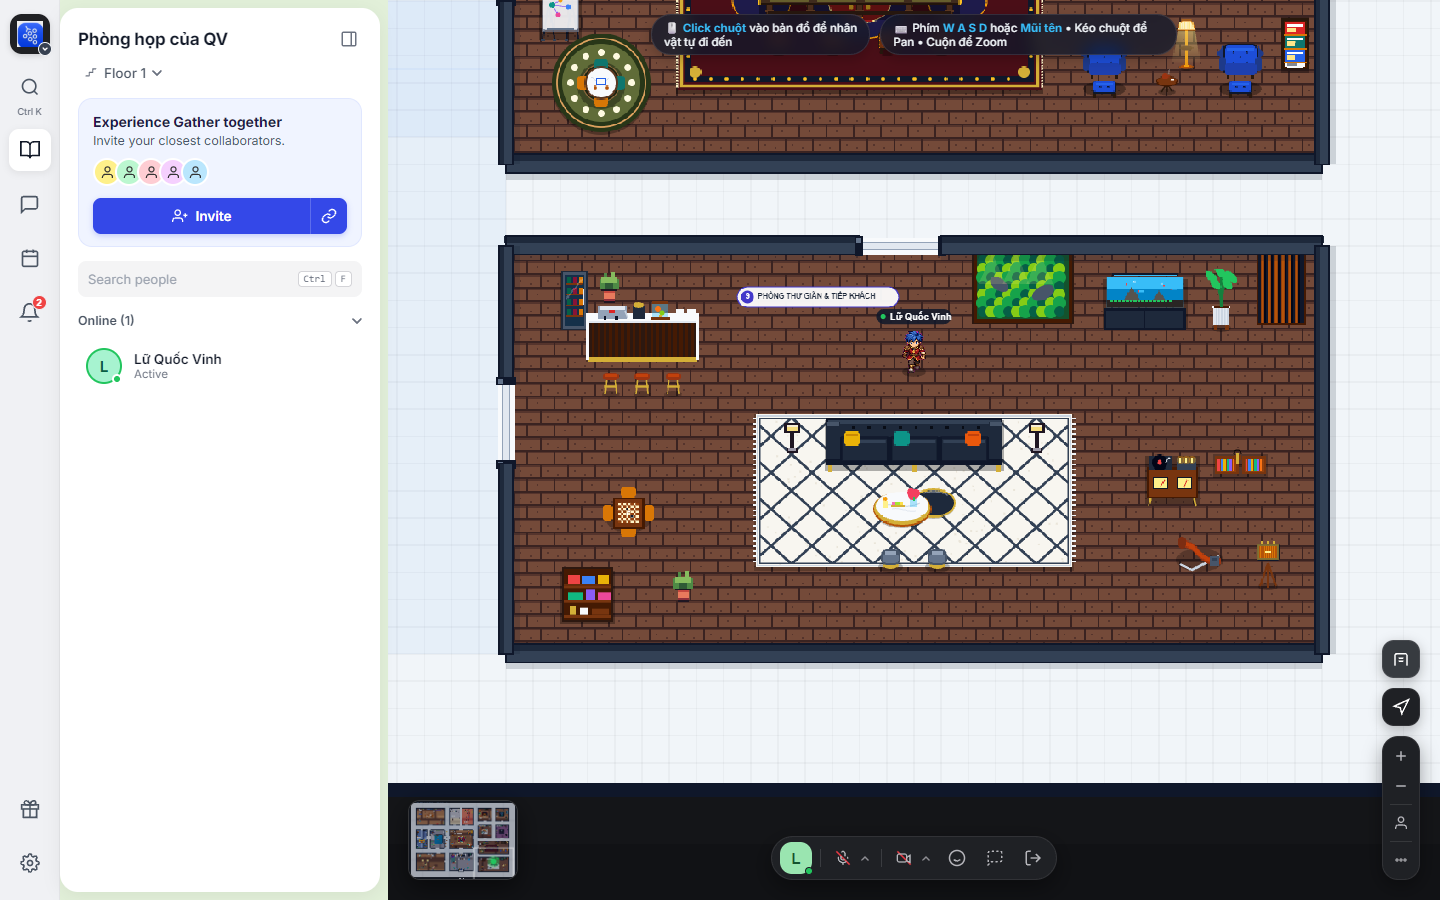 Phòng họp của QV
Floor 1
Ctrl K
Experience Gather together
Invite your closest collaborators.
Invite
Search people
Ctrl F
2
Online (1)
L
Lữ Quốc Vinh
Active
Click chuột vào bản đồ để nhân
vật tự đi đến
Phím W A S D hoặc Mũi tên • Kéo chuột để
Pan • Cuộn để Zoom
9 PHÒNG THƯ GIÃN & TIẾP KHÁCH
Lữ Quốc Vinh
L